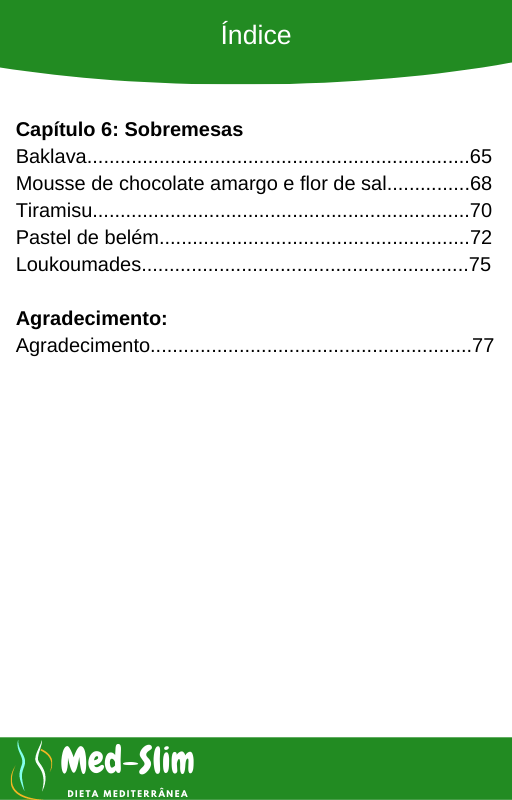 Índice
Capítulo 6: Sobremesas
Baklava....................................................................65
Mousse de chocolate amargo e flor de sal...............68
Tiramisu...................................................................70
Pastel de belém.......................................................72
Loukoumades..........................................................75
Agradecimento:
Agradecimento.........................................................77
Med-Slim
DIETA MEDITERRÂNEA